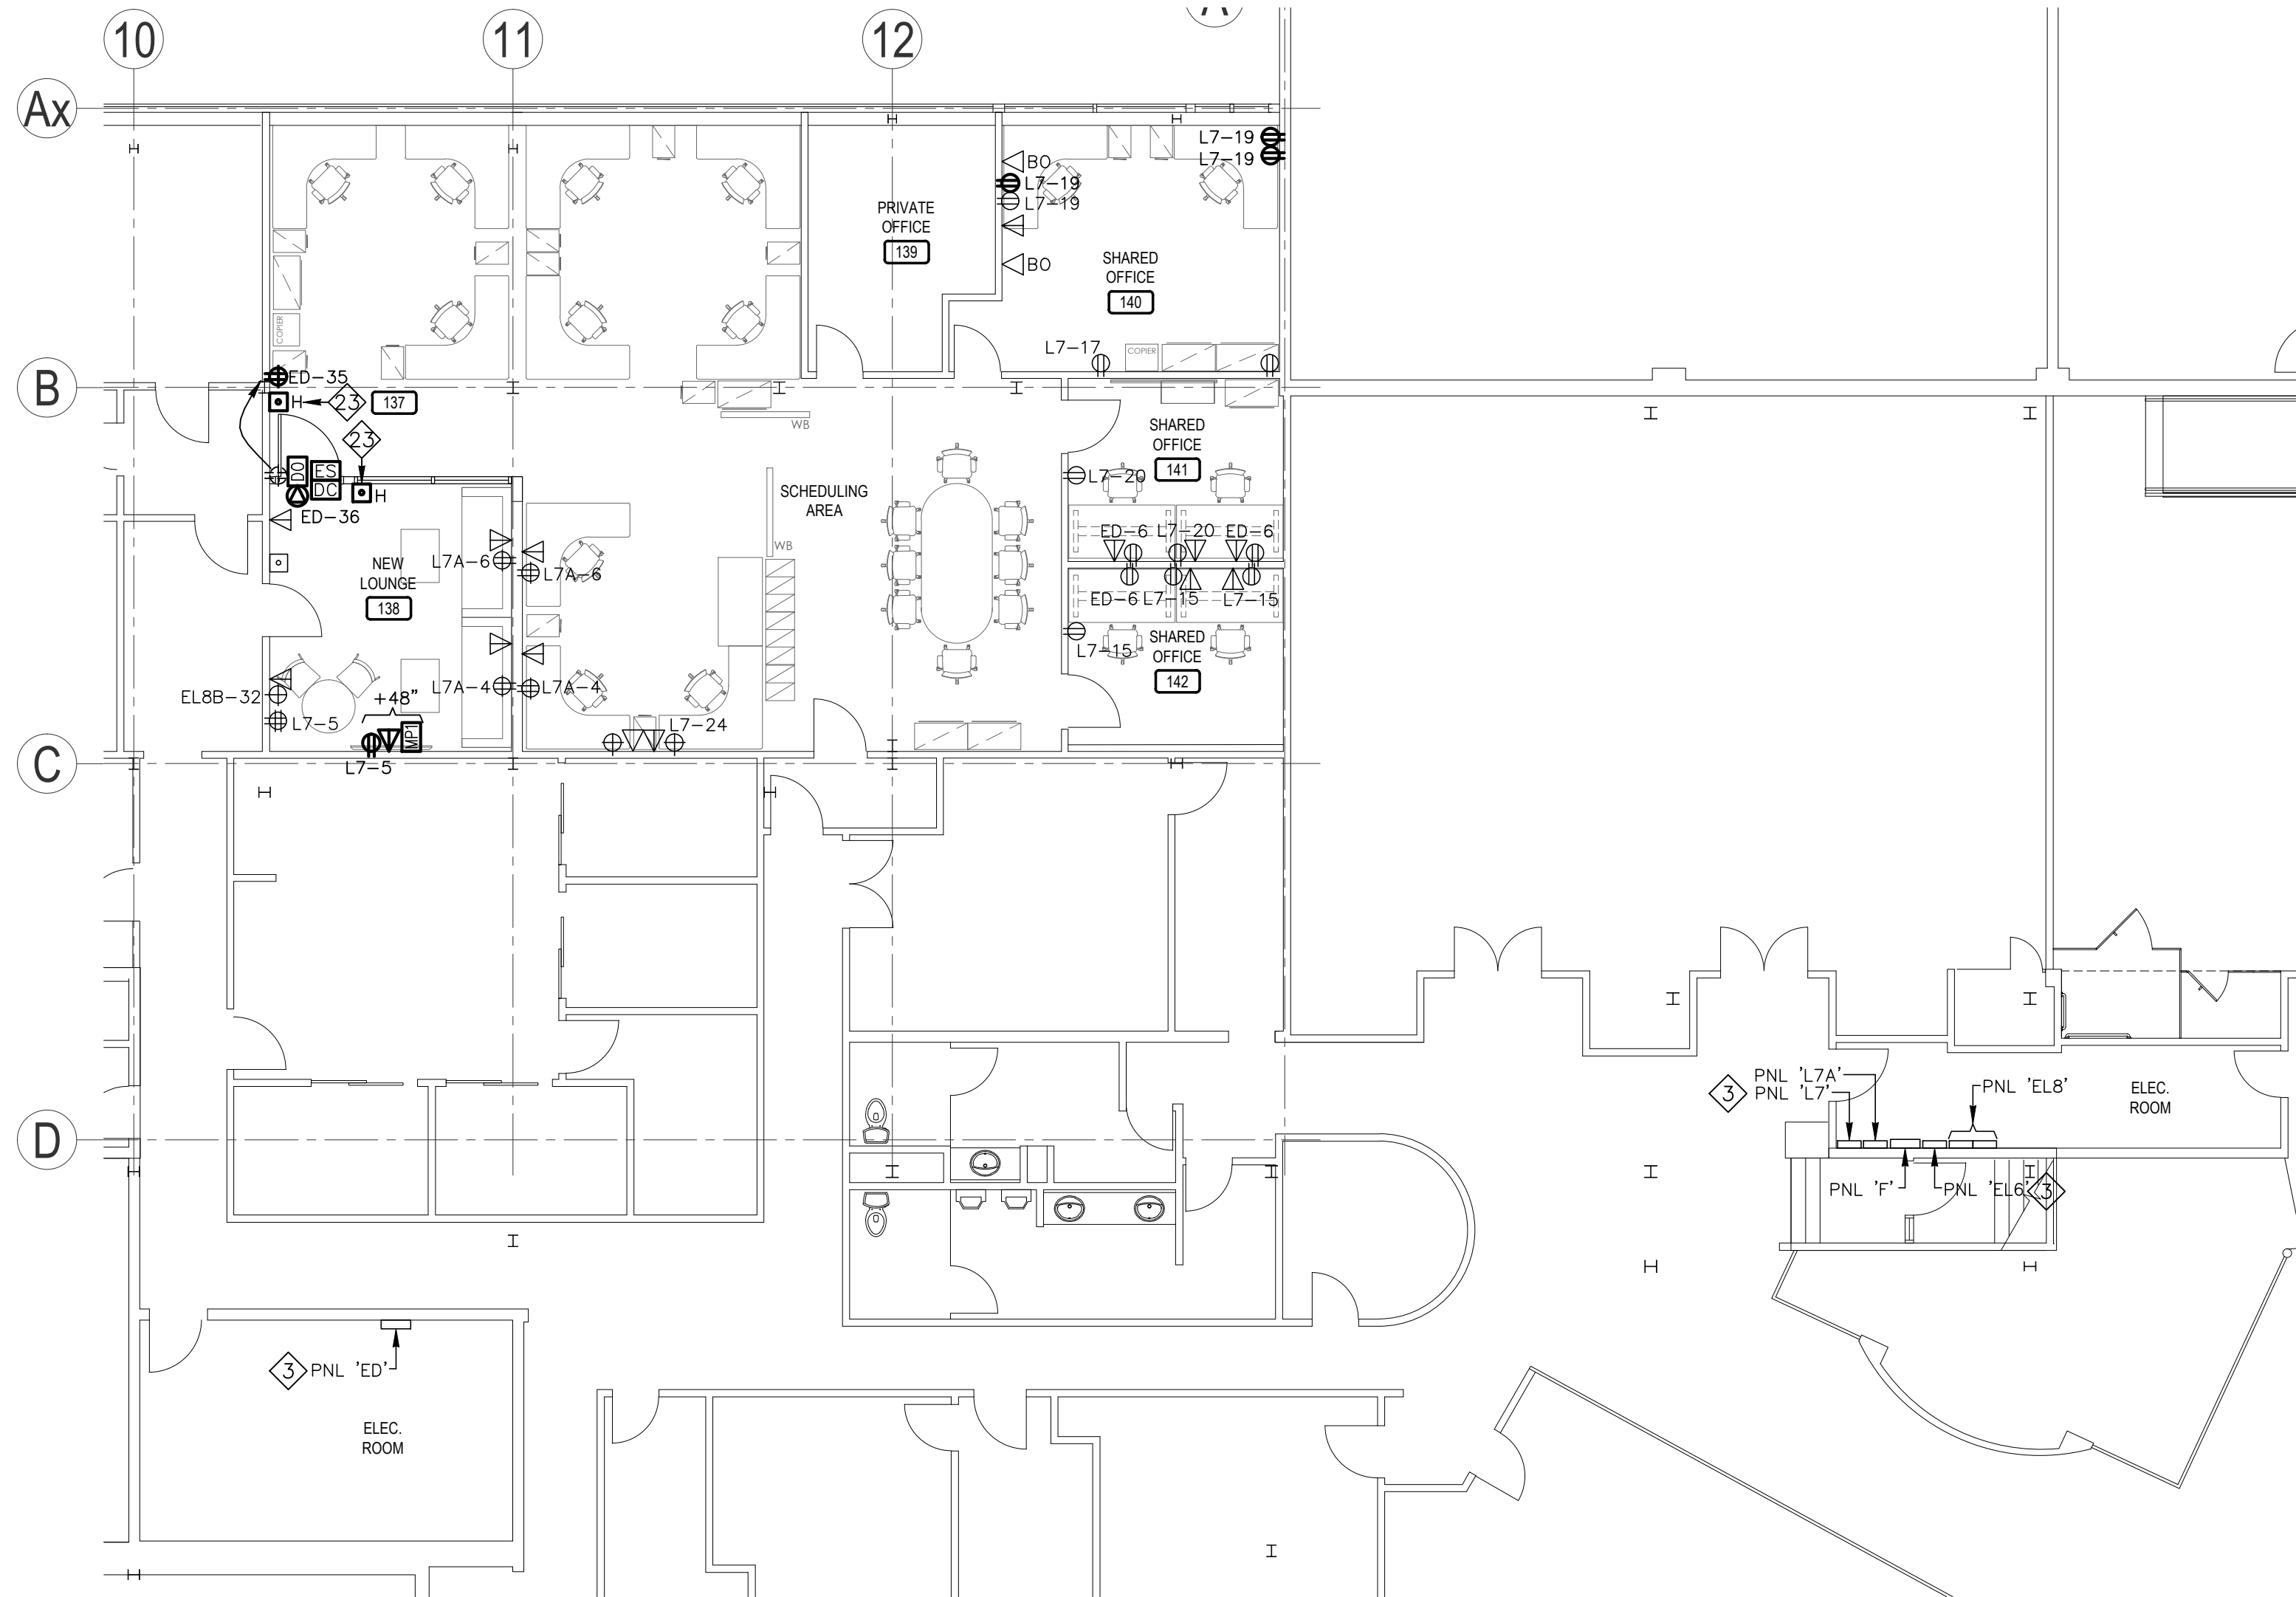 10
11
12
A
Ax
L7-19
L7-19
BO
L7-19
L7-19
BO
PRIVATE
OFFICE
139
SHARED
OFFICE
140
COPIER
L7-17
COPIER
B
ED-35
H
23
137
23
WB
SHARED
OFFICE
141
L7-20
DO
ES
DC
H
ED-36
SCHEDULING
AREA
WB
ED-6
L7-20
ED-6
NEW
LOUNGE
138
L7A-6
L7A-6
ED-6
L7-15
L7-15
L7-15
SHARED
OFFICE
142
EL8B-32
L7A-4
L7A-4
+48"
L7-5
MP1
L7-24
L7-5
C
D
3
PNL 'L7A'
PNL 'L7'
PNL 'EL8'
ELEC.
ROOM
PNL 'F'
PNL 'EL6'
3
3
PNL 'ED'
ELEC.
ROOM